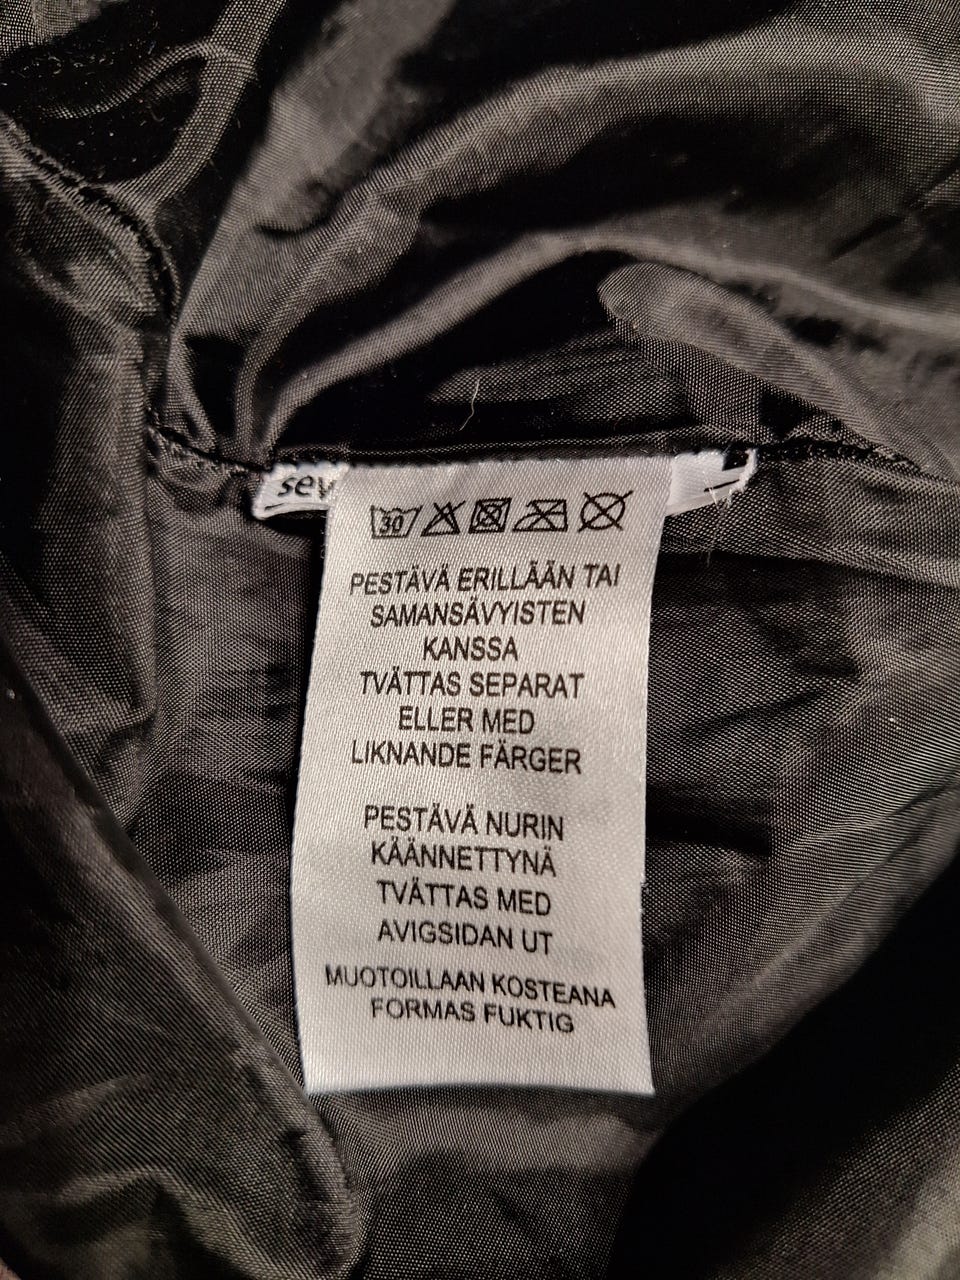 sev
30
PESTÄVÄ ERILLÄÄN TAI
SAMANSÄVYISTEN
KANSSA
TVÄTTAS SEPARAT
ELLER MED
LIKNANDE FÄRGER
PESTÄVÄ NURIN
KÄÄNNETTYNÄ
TVÄTTAS MED
AVIGSIDAN UT
MUOTOILLAAN KOSTEANA
FORMAS FUKTIG